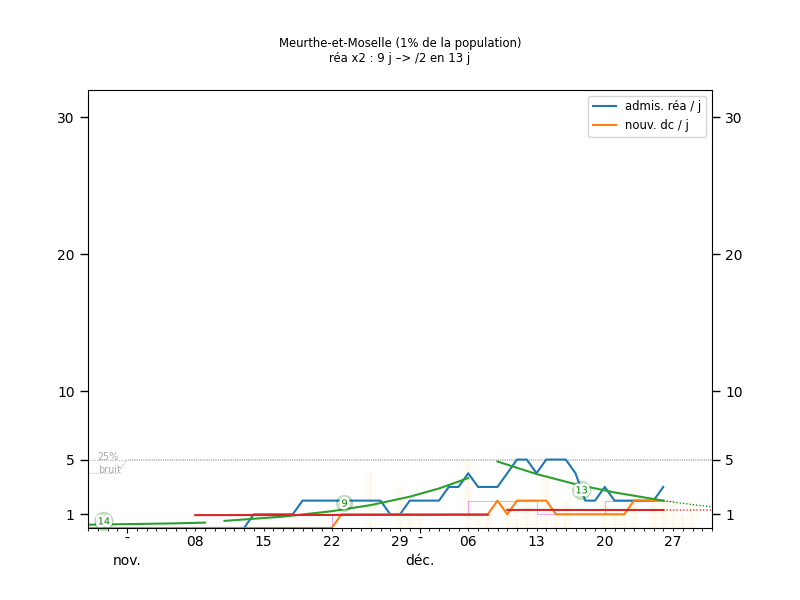 Meurthe-et-Moselle (1% de la population)
réa x2 : 9 j –> /2 en 13 j
admis. réa / j
nouv. dc / j
30
30
20
20
10
10
5
5
1
1
25%
bruit
14
9
13
- 08 15 22 29 - 06 13 20 27
nov. déc.